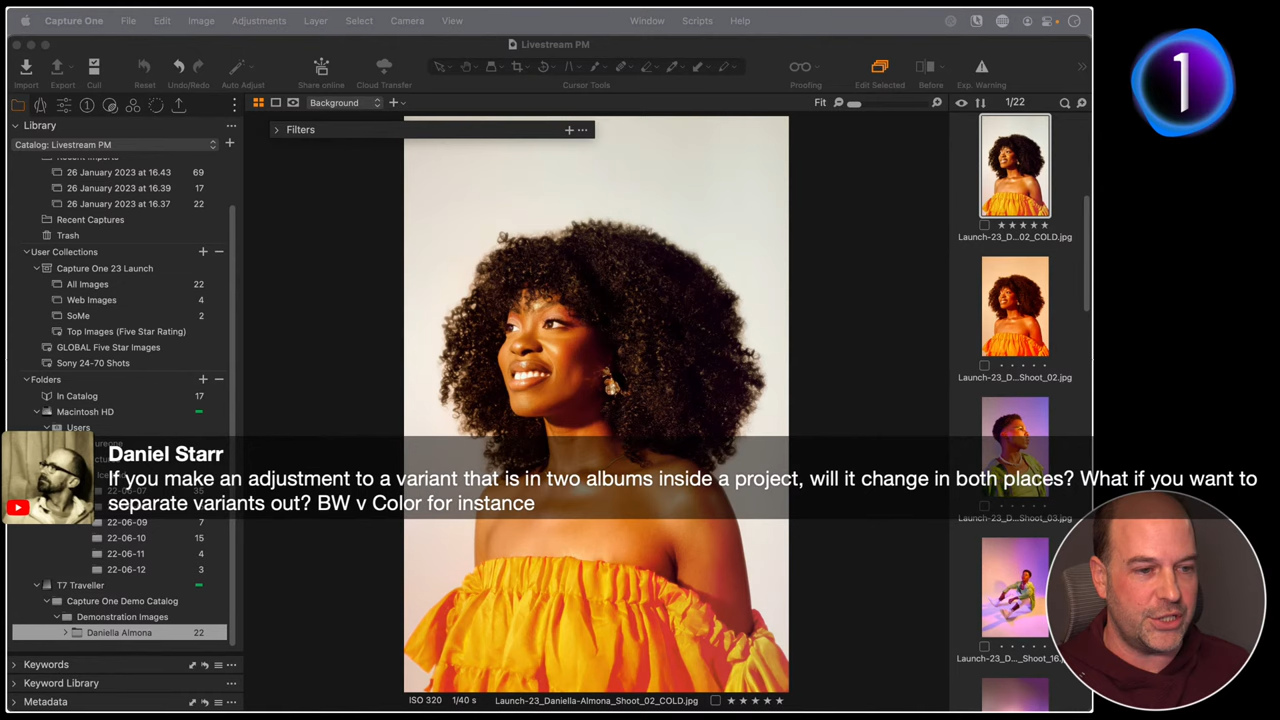 Capture One File Edit Image Adjustments Layer Select Camera View Window Scripts Help
Livestream PM
Import Export Cull Reset Undo/Redo Auto Adjust Share online Cloud Transfer Cursor Tools Proofing Edit Selected Before Exp. Warning
Background
Fit
1/22
Library
Filters
Catalog: Livestream PM
26 January 2023 at 16.43 69
26 January 2023 at 16.39 17
26 January 2023 at 16.37 22
Recent Captures
Trash
Launch-23_D...02_COLD.jpg
User Collections
Capture One 23 Launch
All Images 22
Web Images 4
SoMe 2
Top Images (Five Star Rating)
GLOBAL Five Star Images
Sony 24-70 Shots
Folders
Launch-23_D...Shoot_02.jpg
In Catalog 17
Macintosh HD
Users
Daniel Starr
If you make an adjustment to a variant that is in two albums inside a project, will it change in both places? What if you want to
separate variants out? BW v Color for instance
Launch-23_D...Shoot_03.jpg
22-06-09 7
22-06-10 15
22-06-11 4
22-06-12 3
T7 Traveller
Capture One Demo Catalog
Demonstration Images
Daniella Almona 22
Launch-23_D..._Shoot_16.jpg
Keywords
Keyword Library
Metadata
ISO 320 1/40 s Launch-23_Daniella-Almona_Shoot_02_COLD.jpg
1